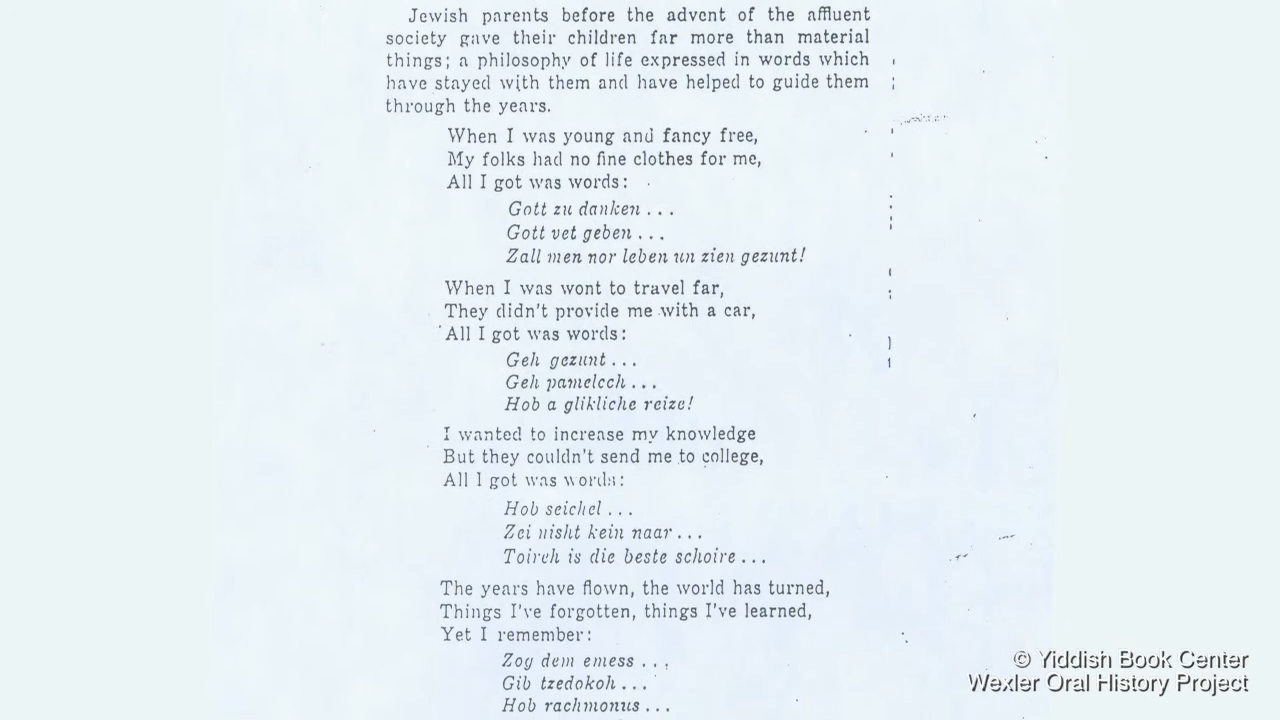 Jewish parents before the advent of the affluent
society gave their children far more than material
things; a philosophy of life expressed in words which
have stayed with them and have helped to guide them
through the years.
When I was young and fancy free,
My folks had no fine clothes for me,
All I got was words:
Gott zu danken ...
Gott vet geben ...
Zall men nor leben un zien gezunt!
When I was wont to travel far,
They didn't provide me with a car,
All I got was words:
Geh gezunt ...
Geh pamelech ...
Hob a glikliche reize!
I wanted to increase my knowledge
But they couldn't send me to college,
All I got was words:
Hob seichel ...
Zei nisht kein naar ...
Toireh is die beste schoire ...
The years have flown, the world has turned,
Things I've forgotten, things I've learned,
Yet I remember:
Zog dem emess ...
Gib tzedokoh ...
Hob rachmonus ...
© Yiddish Book Center
Wexler Oral History Project